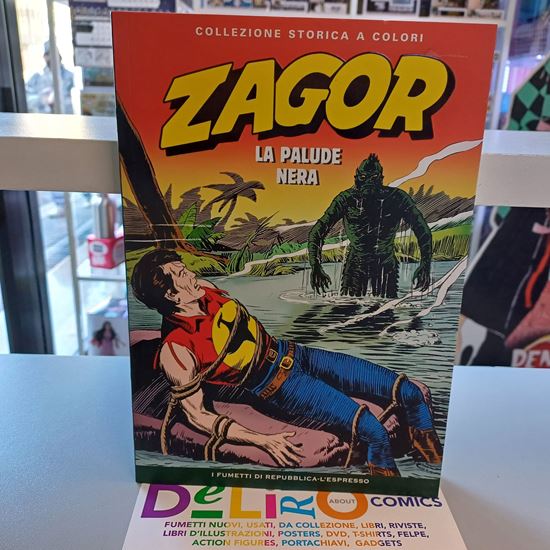 COLLEZIONE STORICA A COLORI
ZAGOR
LA PALUDE
NERA
I FUMETTI DI REPUBBLICA-L'ESPRESSO
DeLiRiO ABOUT COMICS
FUMETTI NUOVI, USATI, DA COLLEZIONE, LIBRI, RIVISTE,
LIBRI D'ILLUSTRAZIONI, POSTERS, DVD, T-SHIRTS, FELPE,
ACTION FIGURES, PORTACHIAVI, GADGETS